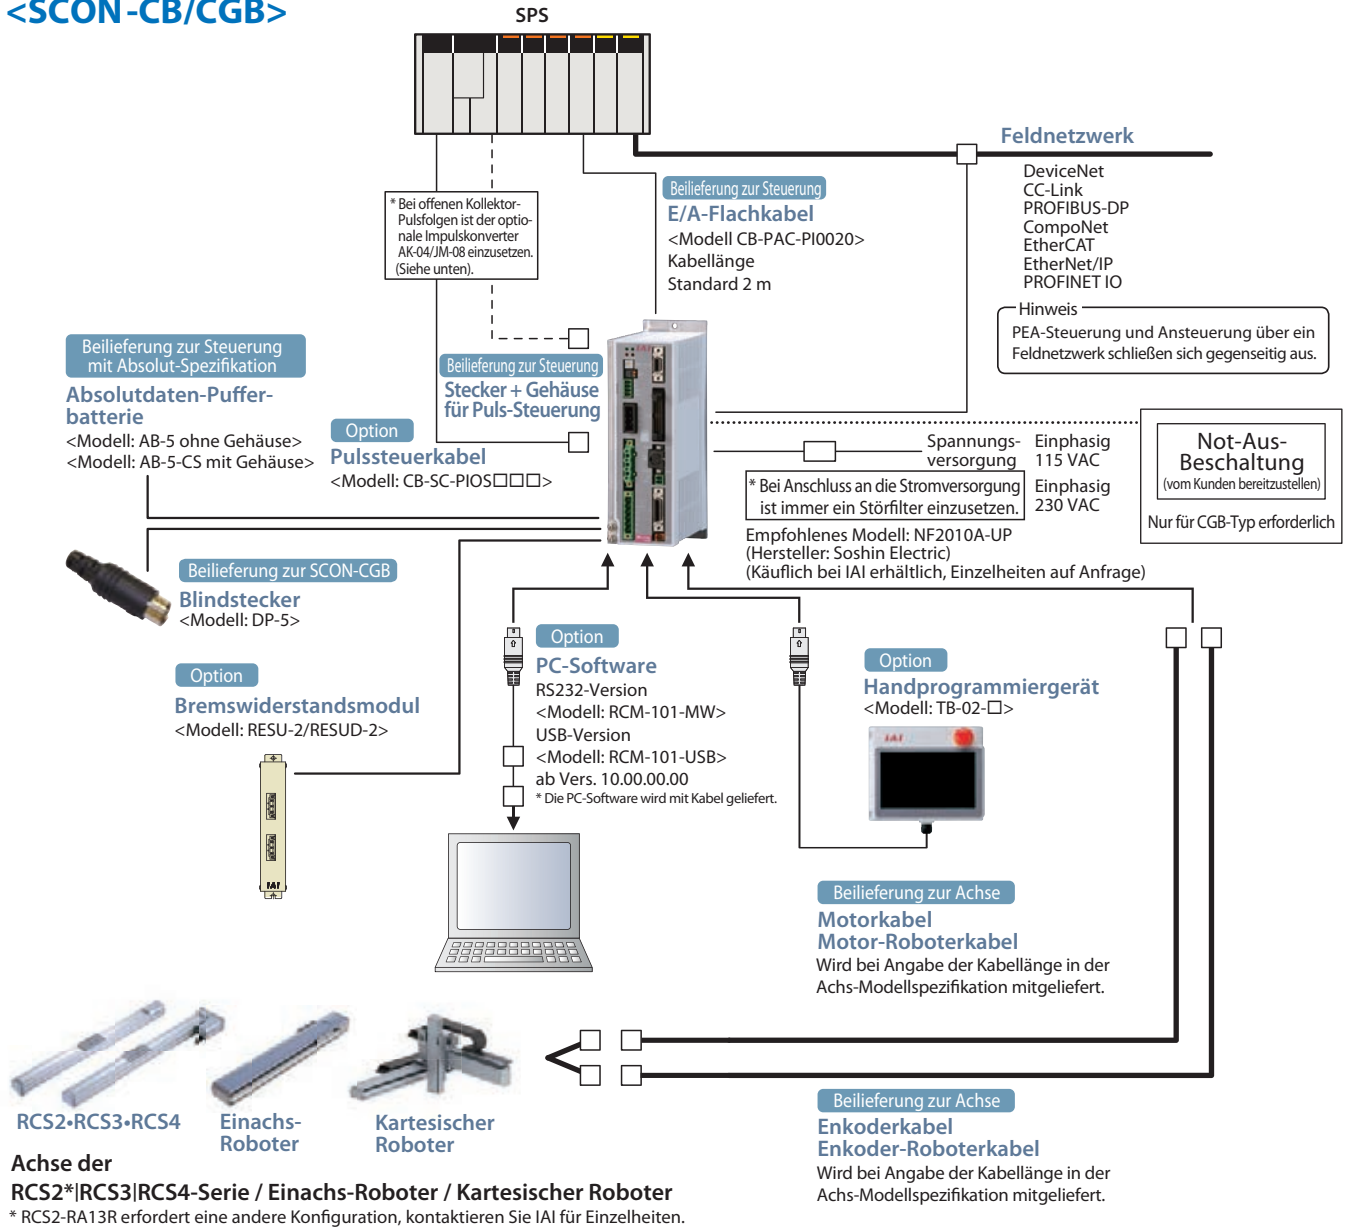 <SCON-CB/CGB>
SPS
Feldnetzwerk
DeviceNet
CC-Link
PROFIBUS-DP
CompoNet
EtherCAT
EtherNet/IP
PROFINET IO
Hinweis
PEA-Steuerung und Ansteuerung über ein
Feldnetzwerk schließen sich gegenseitig aus.
Beilieferung zur Steuerung
E/A-Flachkabel
<Modell CB-PAC-PI0020>
Kabellänge
Standard 2 m
* Bei offenen Kollektor-
Pulsfolgen ist der optio-
nale Impulskonverter
AK-04/JM-08 einzusetzen.
(Siehe unten).
Beilieferung zur Steuerung
mit Absolut-Spezifikation
Absolutdaten-Puffer-
batterie
<Modell: AB-5 ohne Gehäuse>
<Modell: AB-5-CS mit Gehäuse>
Beilieferung zur Steuerung
Stecker + Gehäuse
für Puls-Steuerung
Option
Pulssteuerkabel
<Modell: CB-SC-PIOS□□□>
IAI
Spannungs-
versorgung
Einphasig
115 VAC
Einphasig
230 VAC
* Bei Anschluss an die Stromversorgung
ist immer ein Störfilter einzusetzen.
Empfohlenes Modell: NF2010A-UP
(Hersteller: Soshin Electric)
(Käuflich bei IAI erhältlich, Einzelheiten auf Anfrage)
Not-Aus-
Beschaltung
(vom Kunden bereitzustellen)
Nur für CGB-Typ erforderlich
Beilieferung zur SCON-CGB
Blindstecker
<Modell: DP-5>
Option
Bremswiderstandsmodul
<Modell: RESU-2/RESUD-2>
IAI
Option
PC-Software
RS232-Version
<Modell: RCM-101-MW>
USB-Version
<Modell: RCM-101-USB>
ab Vers. 10.00.00.00
* Die PC-Software wird mit Kabel geliefert.
Option
Handprogrammiergerät
<Modell: TB-02-□>
IAI
Beilieferung zur Achse
Motorkabel
Motor-Roboterkabel
Wird bei Angabe der Kabellänge in der
Achs-Modellspezifikation mitgeliefert.
Beilieferung zur Achse
Enkoderkabel
Enkoder-Roboterkabel
Wird bei Angabe der Kabellänge in der
Achs-Modellspezifikation mitgeliefert.
RCS2•RCS3•RCS4
Einachs-
Roboter
Kartesischer
Roboter
Achse der
RCS2*|RCS3|RCS4-Serie / Einachs-Roboter / Kartesischer Roboter
* RCS2-RA13R erfordert eine andere Konfiguration, kontaktieren Sie IAI für Einzelheiten.